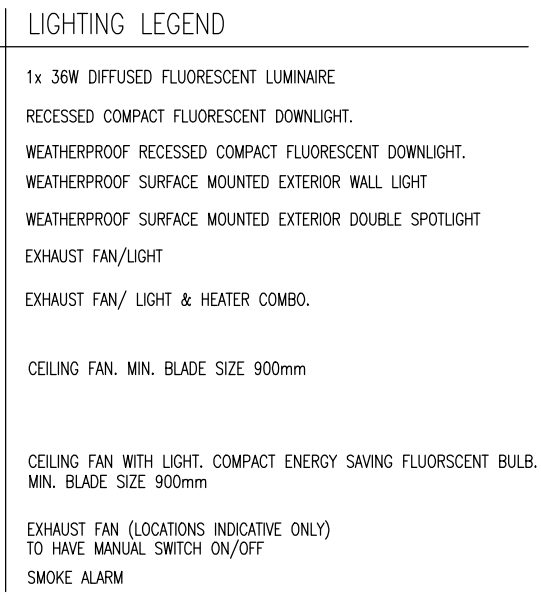 LIGHTING LEGEND
1x 36W DIFFUSED FLUORESCENT LUMINAIRE
RECESSED COMPACT FLUORESCENT DOWNLIGHT.
WEATHERPROOF RECESSED COMPACT FLUORESCENT DOWNLIGHT.
WEATHERPROOF SURFACE MOUNTED EXTERIOR WALL LIGHT
WEATHERPROOF SURFACE MOUNTED EXTERIOR DOUBLE SPOTLIGHT
EXHAUST FAN/LIGHT
EXHAUST FAN/ LIGHT & HEATER COMBO.
CEILING FAN. MIN. BLADE SIZE 900mm
CEILING FAN WITH LIGHT. COMPACT ENERGY SAVING FLUORSCENT BULB.
MIN. BLADE SIZE 900mm
EXHAUST FAN (LOCATIONS INDICATIVE ONLY)
TO HAVE MANUAL SWITCH ON/OFF
SMOKE ALARM